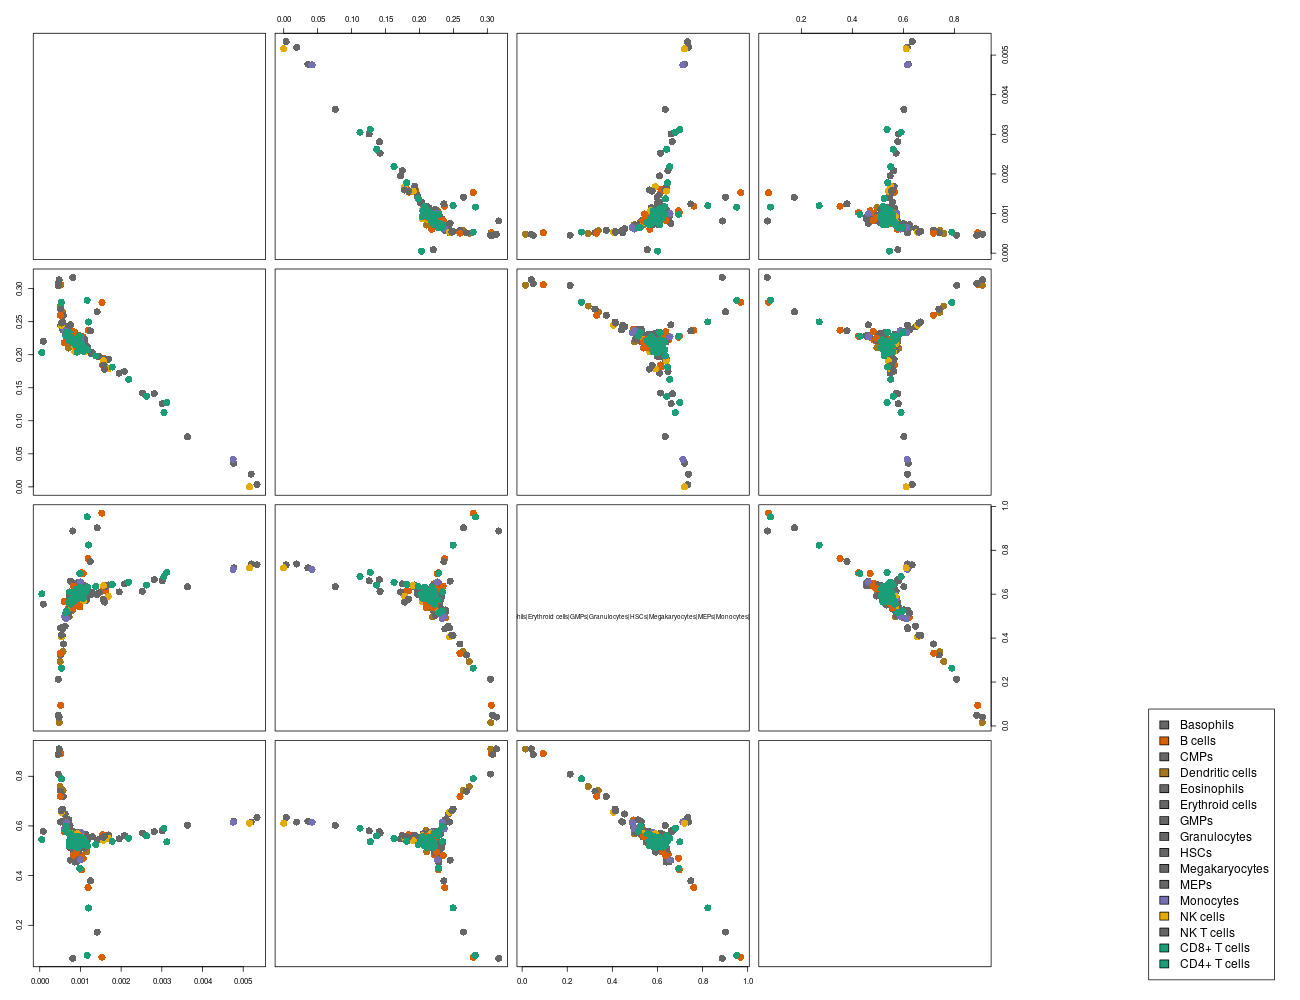 0.00 0.05 0.10 0.15 0.20 0.25 0.30
0.2 0.4 0.6 0.8
0.000 0.001 0.002 0.003 0.004 0.005
0.00 0.05 0.10 0.15 0.20 0.25 0.30
0.0 0.2 0.4 0.6 0.8 1.0
hils|Erythroid cells|GMPs|Granulocytes|HSCs|Megakaryocytes|MEPs|Monocytes|
0.2 0.4 0.6 0.8
0.000 0.001 0.002 0.003 0.004 0.005
0.0 0.2 0.4 0.6 0.8 1.0
Basophils
B cells
CMPs
Dendritic cells
Eosinophils
Erythroid cells
GMPs
Granulocytes
HSCs
Megakaryocytes
MEPs
Monocytes
NK cells
NK T cells
CD8+ T cells
CD4+ T cells